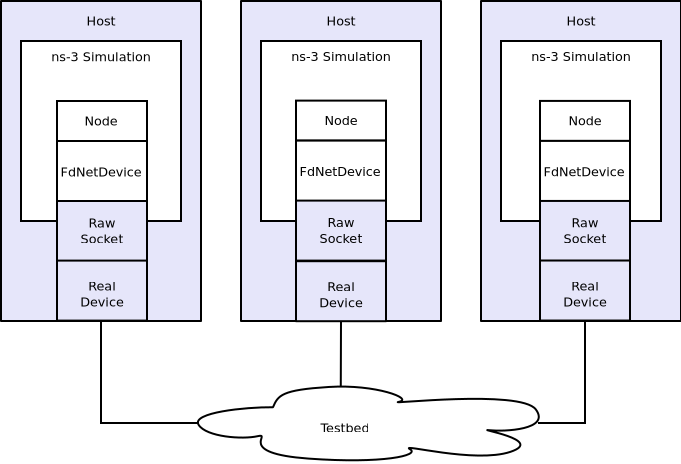 Host
ns-3 Simulation
Node
FdNetDevice
Raw
Socket
Real
Device
Host
ns-3 Simulation
Node
FdNetDevice
Raw
Socket
Real
Device
Host
ns-3 Simulation
Node
FdNetDevice
Raw
Socket
Real
Device
Testbed